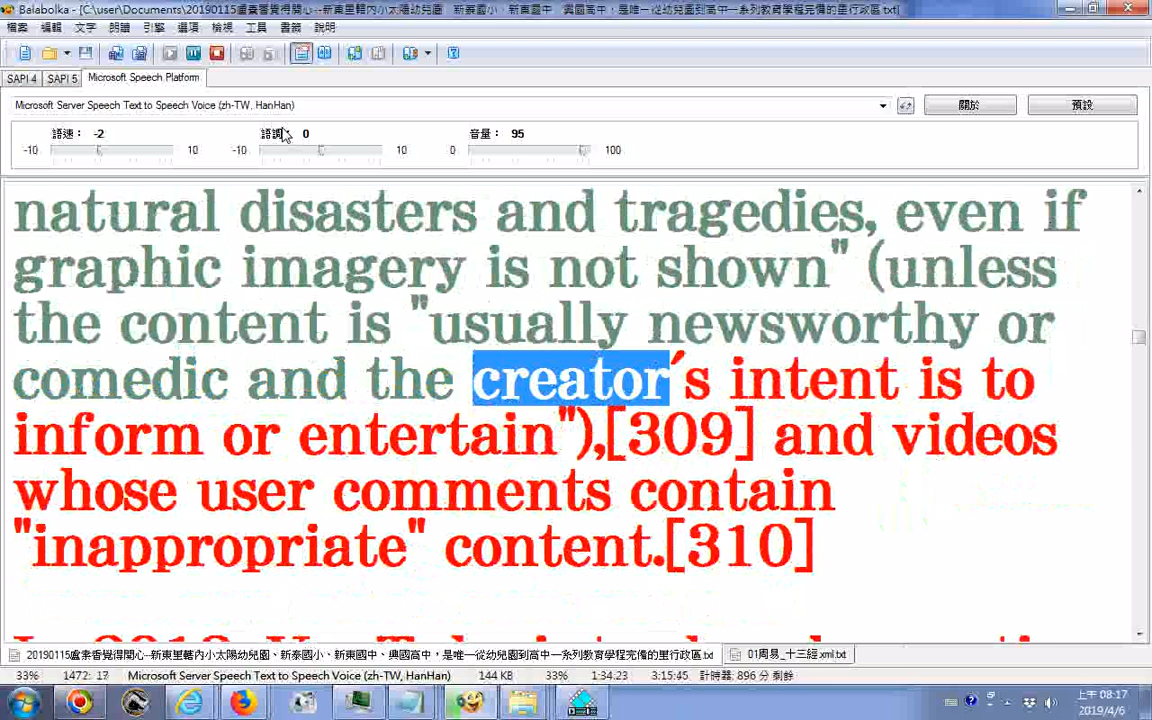 Balabolka - [C:\user\Documents\20190115盧素香覺得開心--新東里轄內小太陽幼兒園、新泰國小、新東國中、興國高中，是唯一從幼兒園到高中一系列教育學程完備的里行政區.txt]
檔案 編輯 文字 朗讀 引擎 選項 檢視 工具 書籤 說明
SAPI 4 SAPI 5 Microsoft Speech Platform
Microsoft Server Speech Text to Speech Voice (zh-TW, HanHan) 關於 預設
語速： -2 語調： 0 音量： 95
-10 10 -10 10 0 100
natural disasters and tragedies, even if
graphic imagery is not shown" (unless
the content is "usually newsworthy or
comedic and the creator´s intent is to
inform or entertain"),[309] and videos
whose user comments contain
"inappropriate" content.[310]
20190115盧素香覺得開心--新東里轄內小太陽幼兒園、新泰國小、新東國中、興國高中，是唯一從幼兒園到高中一系列教育學程完備的里行政區.txt 01周易_十三經.xml.txt
33% 1472: 17 Microsoft Server Speech Text to Speech Voice (zh-TW, HanHan) 144 KB 33% 1:34.23 3:15:45 計時器: 896 分 剩餘
上午 08:17
2019/4/6